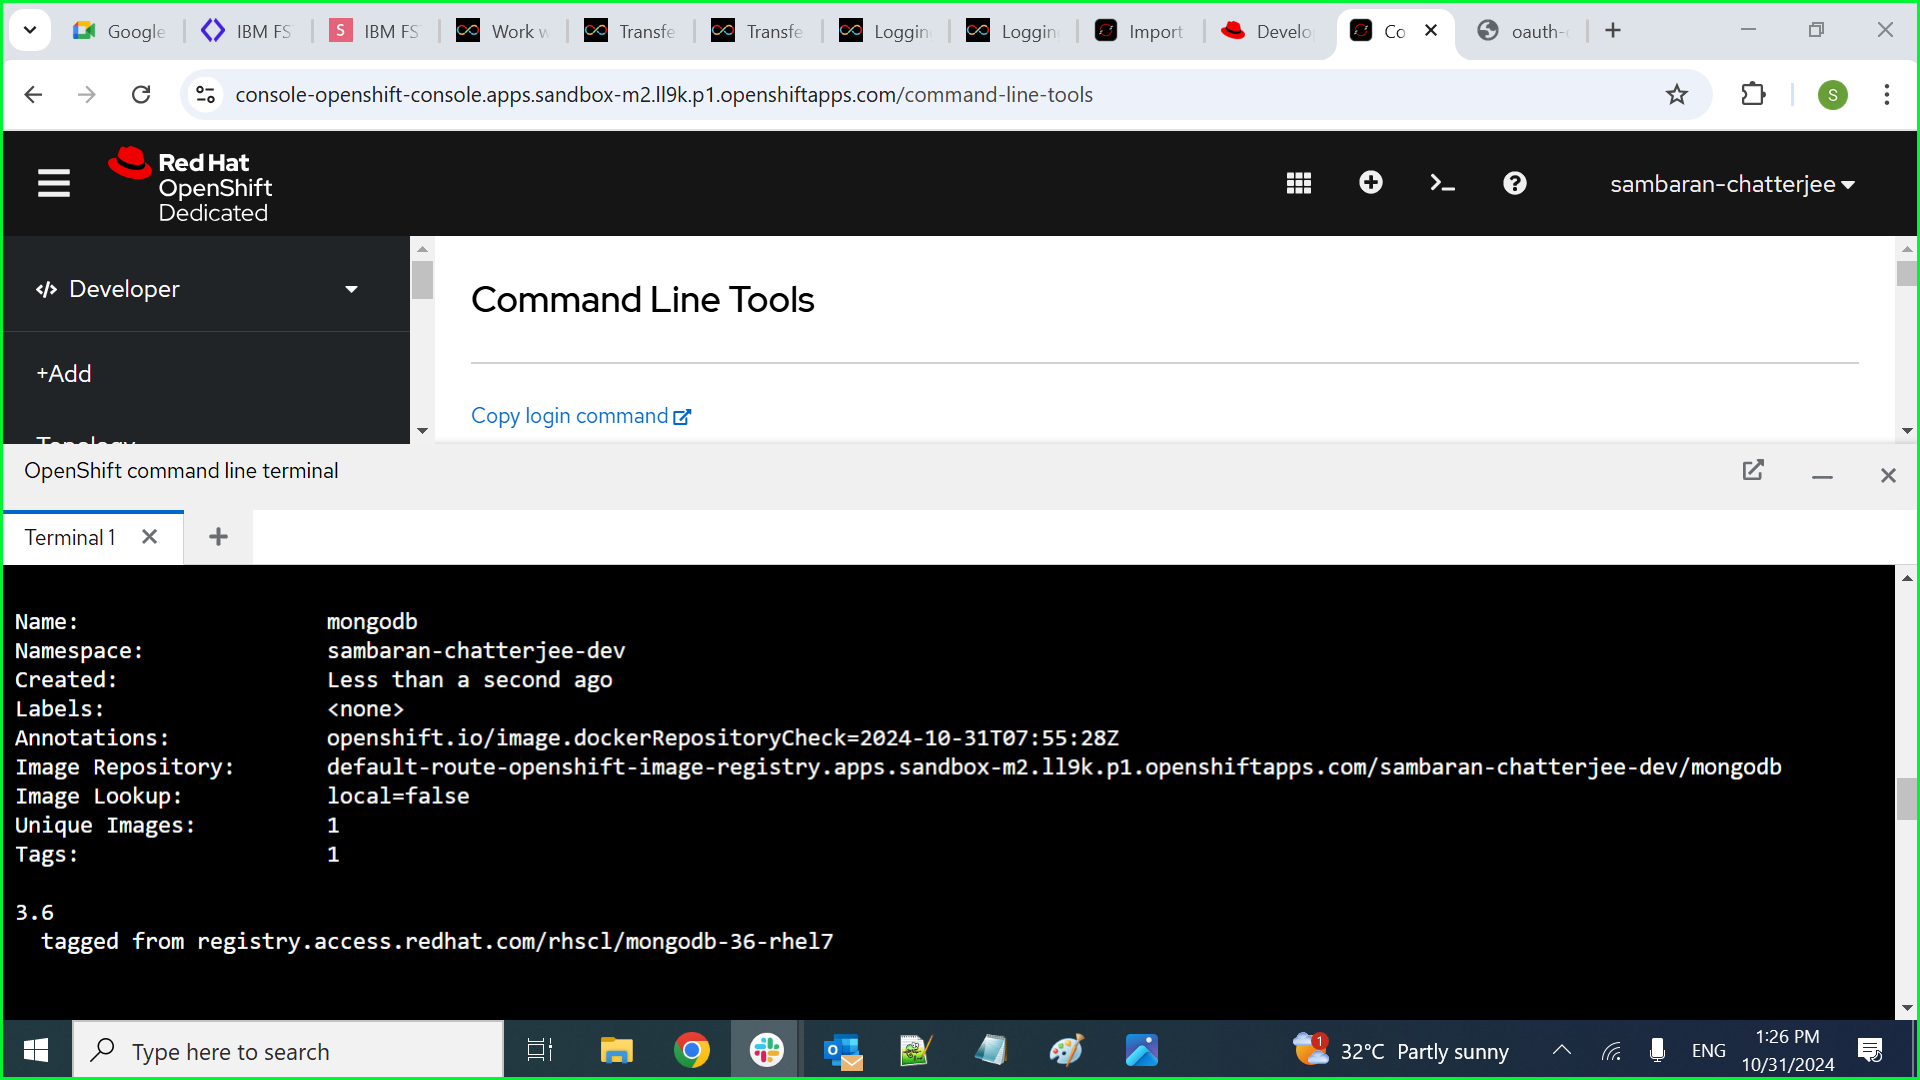 Google
IBM FS
S IBM FS
Work w
Transfe
Transfe
Loggin
Loggin
Import
Develo
Co
oauth-
console-openshift-console.apps.sandbox-m2.ll9k.p1.openshiftapps.com/command-line-tools
S
Red Hat
OpenShift
Dedicated
sambaran-chatterjee
Developer
Command Line Tools
+Add
Copy login command
Topology
OpenShift command line terminal
Terminal 1
Name: mongodb
Namespace: sambaran-chatterjee-dev
Created: Less than a second ago
Labels: <none>
Annotations: openshift.io/image.dockerRepositoryCheck=2024-10-31T07:55:28Z
Image Repository: default-route-openshift-image-registry.apps.sandbox-m2.ll9k.p1.openshiftapps.com/sambaran-chatterjee-dev/mongodb
Image Lookup: local=false
Unique Images: 1
Tags: 1
3.6
tagged from registry.access.redhat.com/rhscl/mongodb-36-rhel7
Type here to search
1
32°C Partly sunny
ENG
1:26 PM
10/31/2024